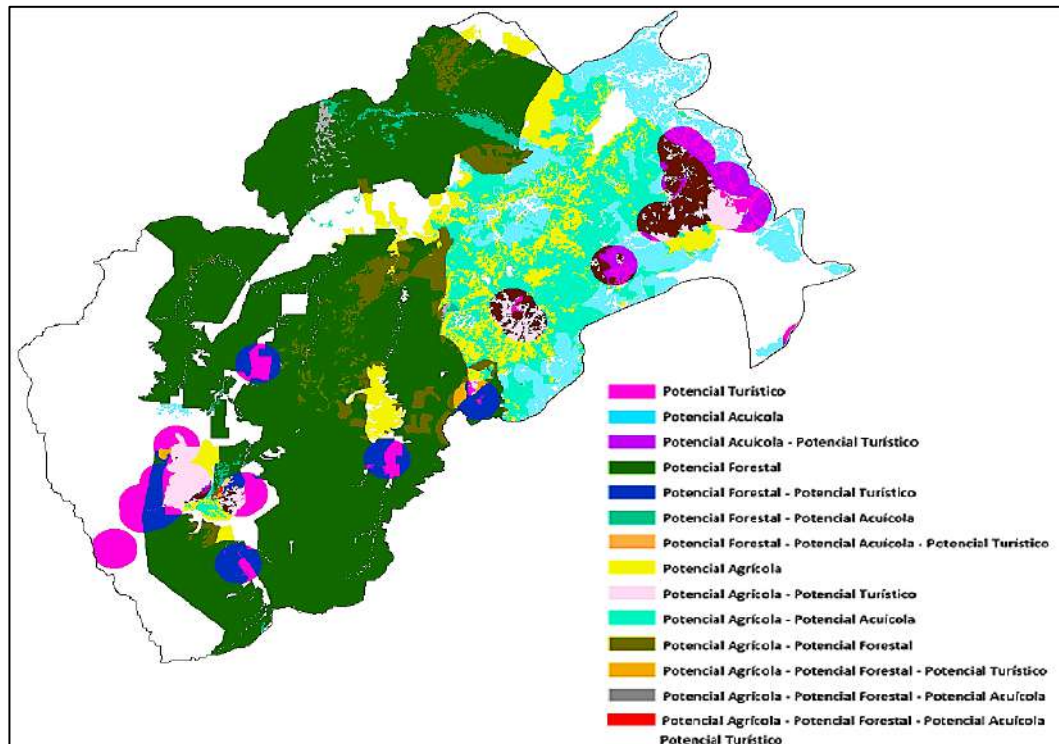 Potencial Turístico
Potencial Acuícola
Potencial Acuicola - Potencial Turístico
Potencial Forestal
Potencial Forestal - Potencial Turístico
Potencial Forestal - Potencial Acuícola
Potencial Forestal - Potencial Acuícola - Potencial Turístico
Potencial Agrícola
Potencial Agrícola - Potencial Turístico
Potencial Agrícola - Potencial Acuícola
Potencial Agrícola - Potencial Forestal
Potencial Agrícola - Potencial Forestal - Potencial Turístico
Potencial Agrícola - Potencial Forestal - Potencial Acuícola
Potencial Agrícola - Potencial Forestal - Potencial Acuícola
Potencial Turístico